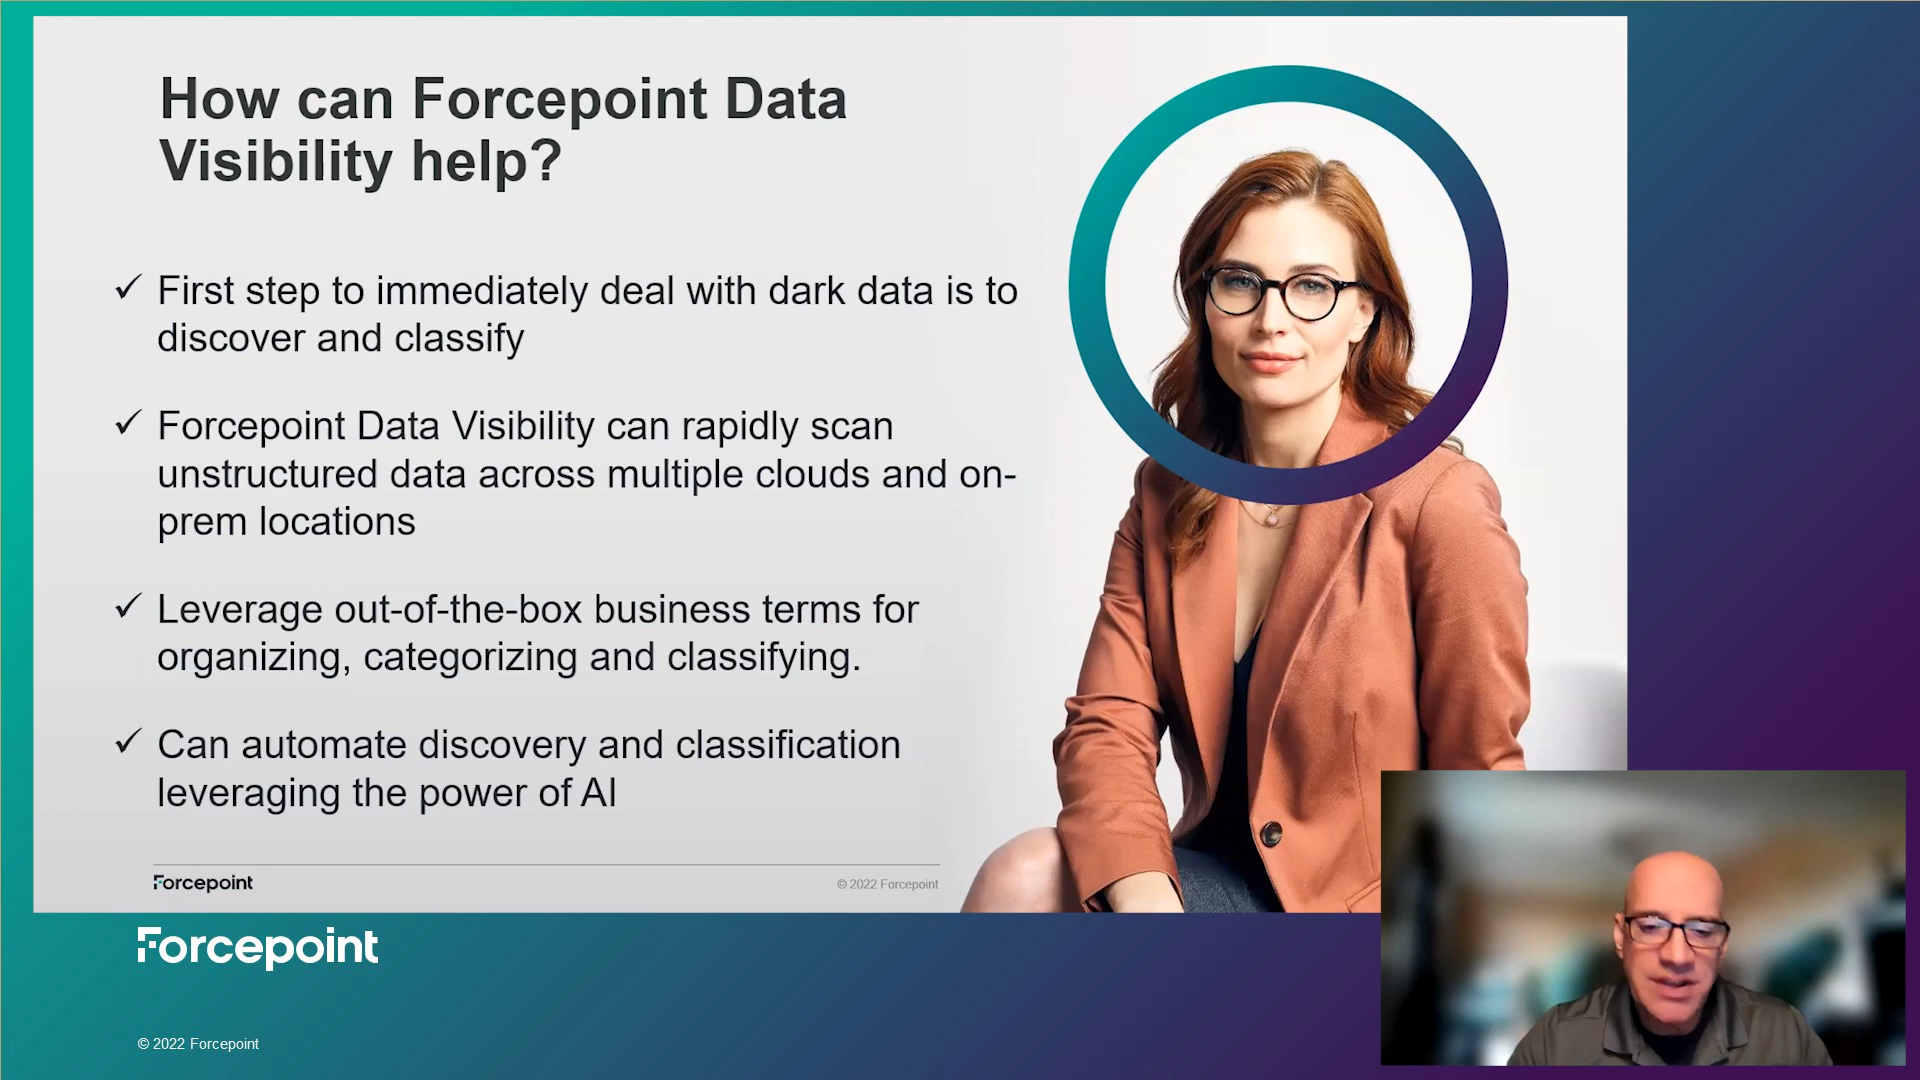 How can Forcepoint Data
Visibility help?
✓ First step to immediately deal with dark data is to
discover and classify
✓ Forcepoint Data Visibility can rapidly scan
unstructured data across multiple clouds and on-
prem locations
✓ Leverage out-of-the-box business terms for
organizing, categorizing and classifying.
✓ Can automate discovery and classification
leveraging the power of AI
Forcepoint
© 2022 Forcepoint
Forcepoint
© 2022 Forcepoint